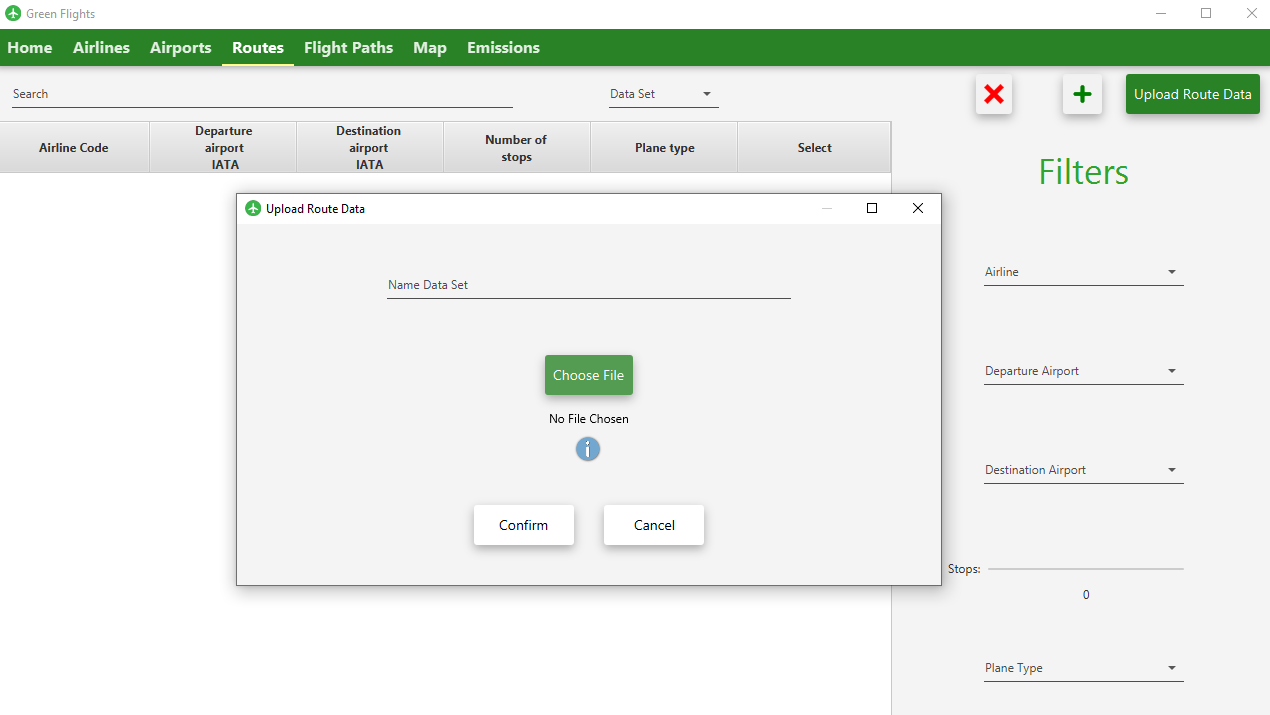 Green Flights
Home Airlines Airports Routes Flight Paths Map Emissions
Search
Data Set
Upload Route Data
Airline Code
Departure
airport
IATA
Destination
airport
IATA
Number of
stops
Plane type
Select
Filters
Upload Route Data
Name Data Set
Choose File
No File Chosen
i
Confirm
Cancel
Airline
Departure Airport
Destination Airport
Stops:
0
Plane Type